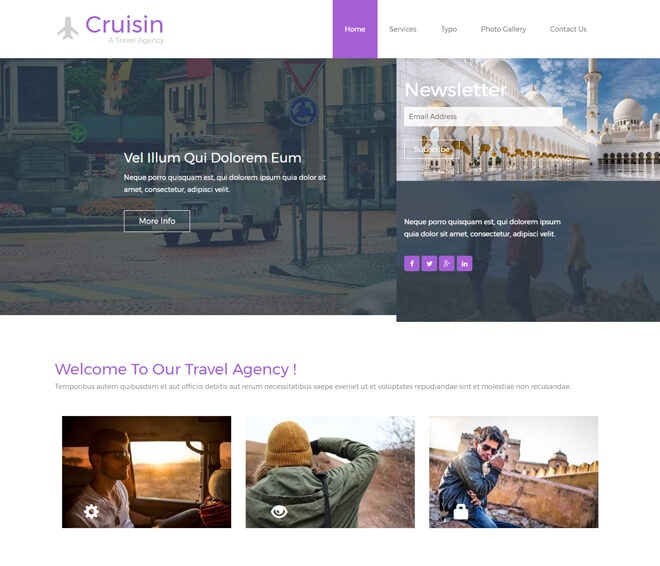 Cruisin
A Travel Agency
Home
Services
Typo
Photo Gallery
Contact Us
Vel Illum Qui Dolorem Eum
Neque porro quisquam est, qui dolorem ipsum quia dolor sit
amet, consectetur, adipisci velit.
More Info
Newsletter
Email Address
Subscribe
Neque porro quisquam est, qui dolorem ipsum
quia dolor sit amet, consectetur, adipisci velit.
Welcome To Our Travel Agency !
Temporibus autem quibusdam et aut officiis debitis aut rerum necessitatibus saepe eveniet ut et voluptates repudiandae sint et molestiae non recusandae.